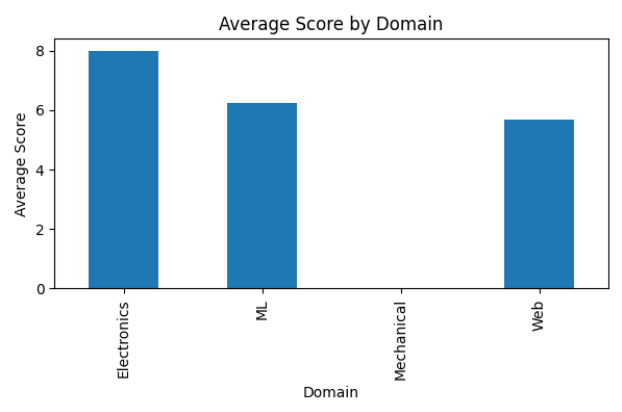 Average Score by Domain
8
6
4
2
0
Average Score
Electronics
ML
Mechanical
Web
Domain